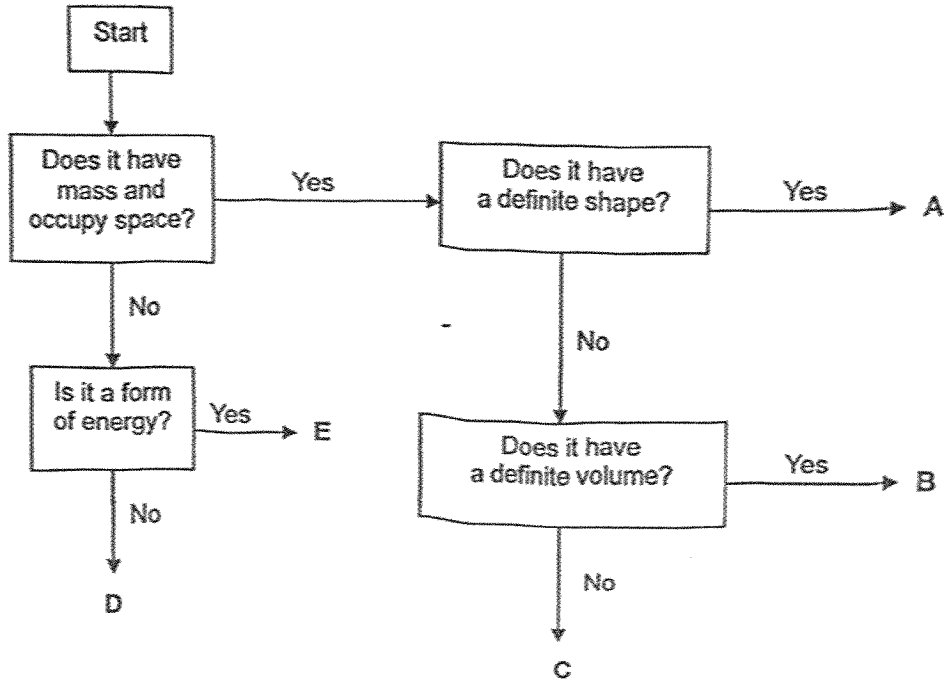 Start
Does it have
mass and
occupy space?
Yes
Does it have
a definite shape?
Yes
A
No
No
Is it a form
of energy?
Yes
E
Does it have
a definite volume?
Yes
B
No
D
No
C